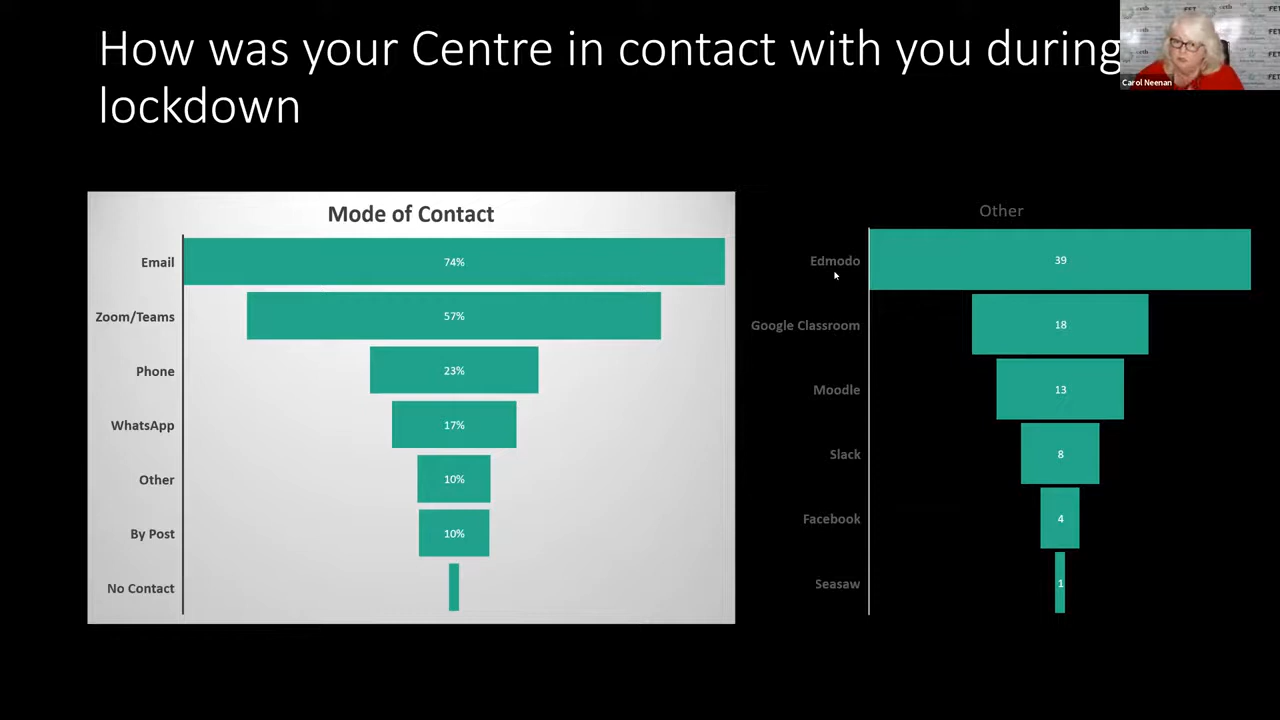 How was your Centre in contact with you during
lockdown
Carol Neenan
Mode of Contact
Email 74%
Zoom/Teams 57%
Phone 23%
WhatsApp 17%
Other 10%
By Post 10%
No Contact
Other
Edmodo 39
Google Classroom 18
Moodle 13
Slack 8
Facebook 4
Seasaw 1